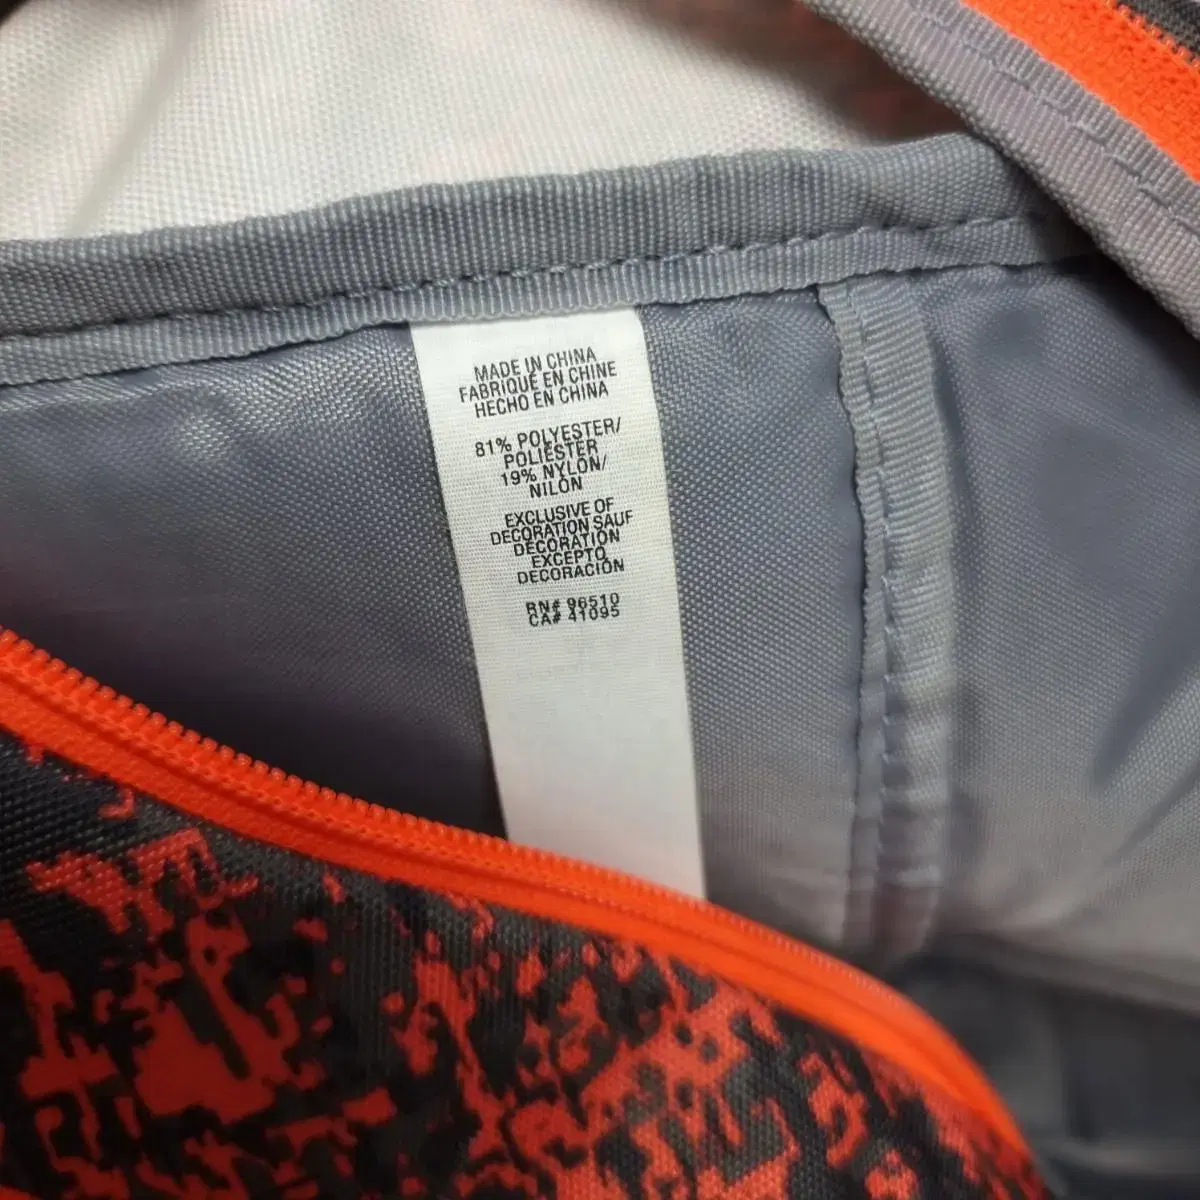 MADE IN CHINA
FABRIQUÉ EN CHINE
HECHO EN CHINA
81% POLYESTER/
POLIÉSTER
19% NYLON/
NILÓN
EXCLUSIVE OF
DECORATION SAUF
DÉCORATION
EXCEPTO
DECORACIÓN
RN# 96510
CA# 41095